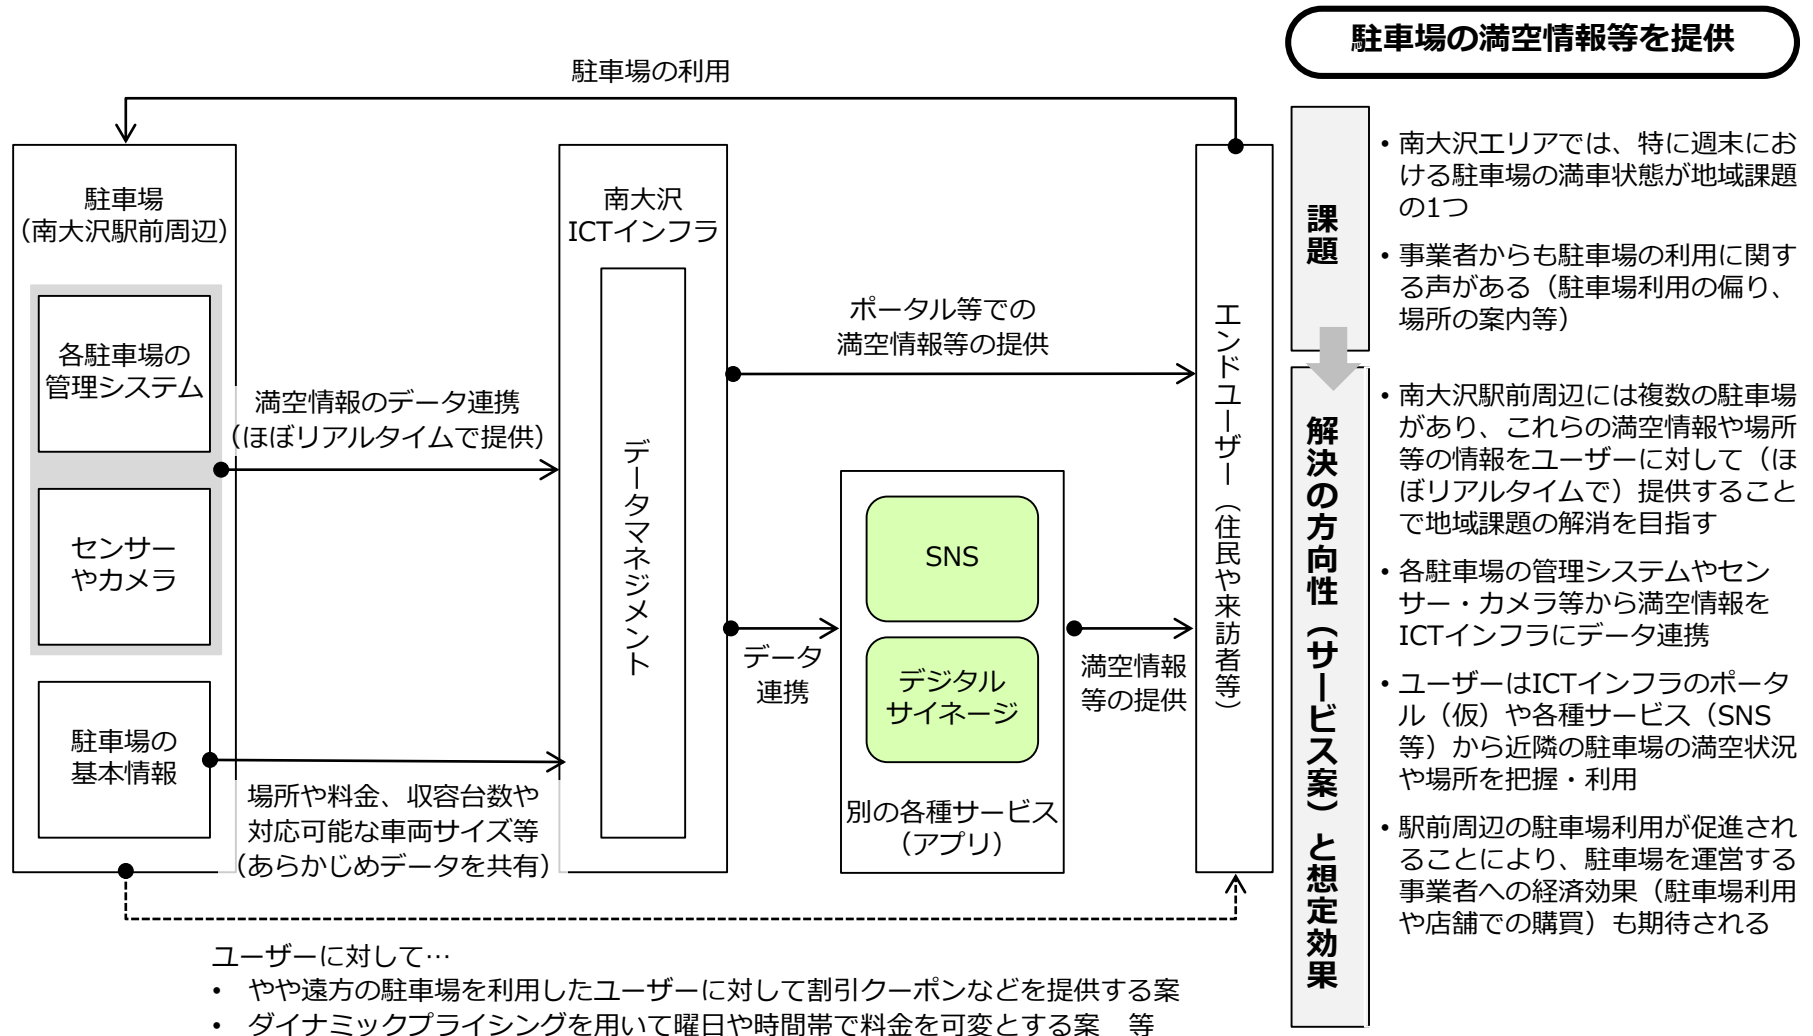 駐車場の満空情報等を提供
駐車場の利用
駐車場
（南大沢駅前周辺）
各駐車場の
管理システム
センサー
やカメラ
駐車場の
基本情報
満空情報のデータ連携
（ほぼリアルタイムで提供）
場所や料金、収容台数や
対応可能な車両サイズ等
（あらかじめデータを共有）
南大沢
ICTインフラ
データマネジメント
ポータル等での
満空情報等の提供
データ
連携
SNS
デジタル
サイネージ
別の各種サービス
（アプリ）
満空情報
等の提供
エンドユーザー（住民や来訪者等）
ユーザーに対して…
• やや遠方の駐車場を利用したユーザーに対して割引クーポンなどを提供する案
• ダイナミックプライシングを用いて曜日や時間帯で料金を可変とする案　等
課題
• 南大沢エリアでは、特に週末にお
ける駐車場の満車状態が地域課題
の1つ
• 事業者からも駐車場の利用に関す
る声がある（駐車場利用の偏り、
場所の案内等）
解決の方向性（サービス案）と想定効果
• 南大沢駅前周辺には複数の駐車場
があり、これらの満空情報や場所
等の情報をユーザーに対して（ほ
ぼリアルタイムで）提供すること
で地域課題の解消を目指す
• 各駐車場の管理システムやセン
サー・カメラ等から満空情報を
ICTインフラにデータ連携
• ユーザーはICTインフラのポータ
ル（仮）や各種サービス（SNS
等）から近隣の駐車場の満空状況
や場所を把握・利用
• 駅前周辺の駐車場利用が促進され
ることにより、駐車場を運営する
事業者への経済効果（駐車場利用
や店舗での購買）も期待される